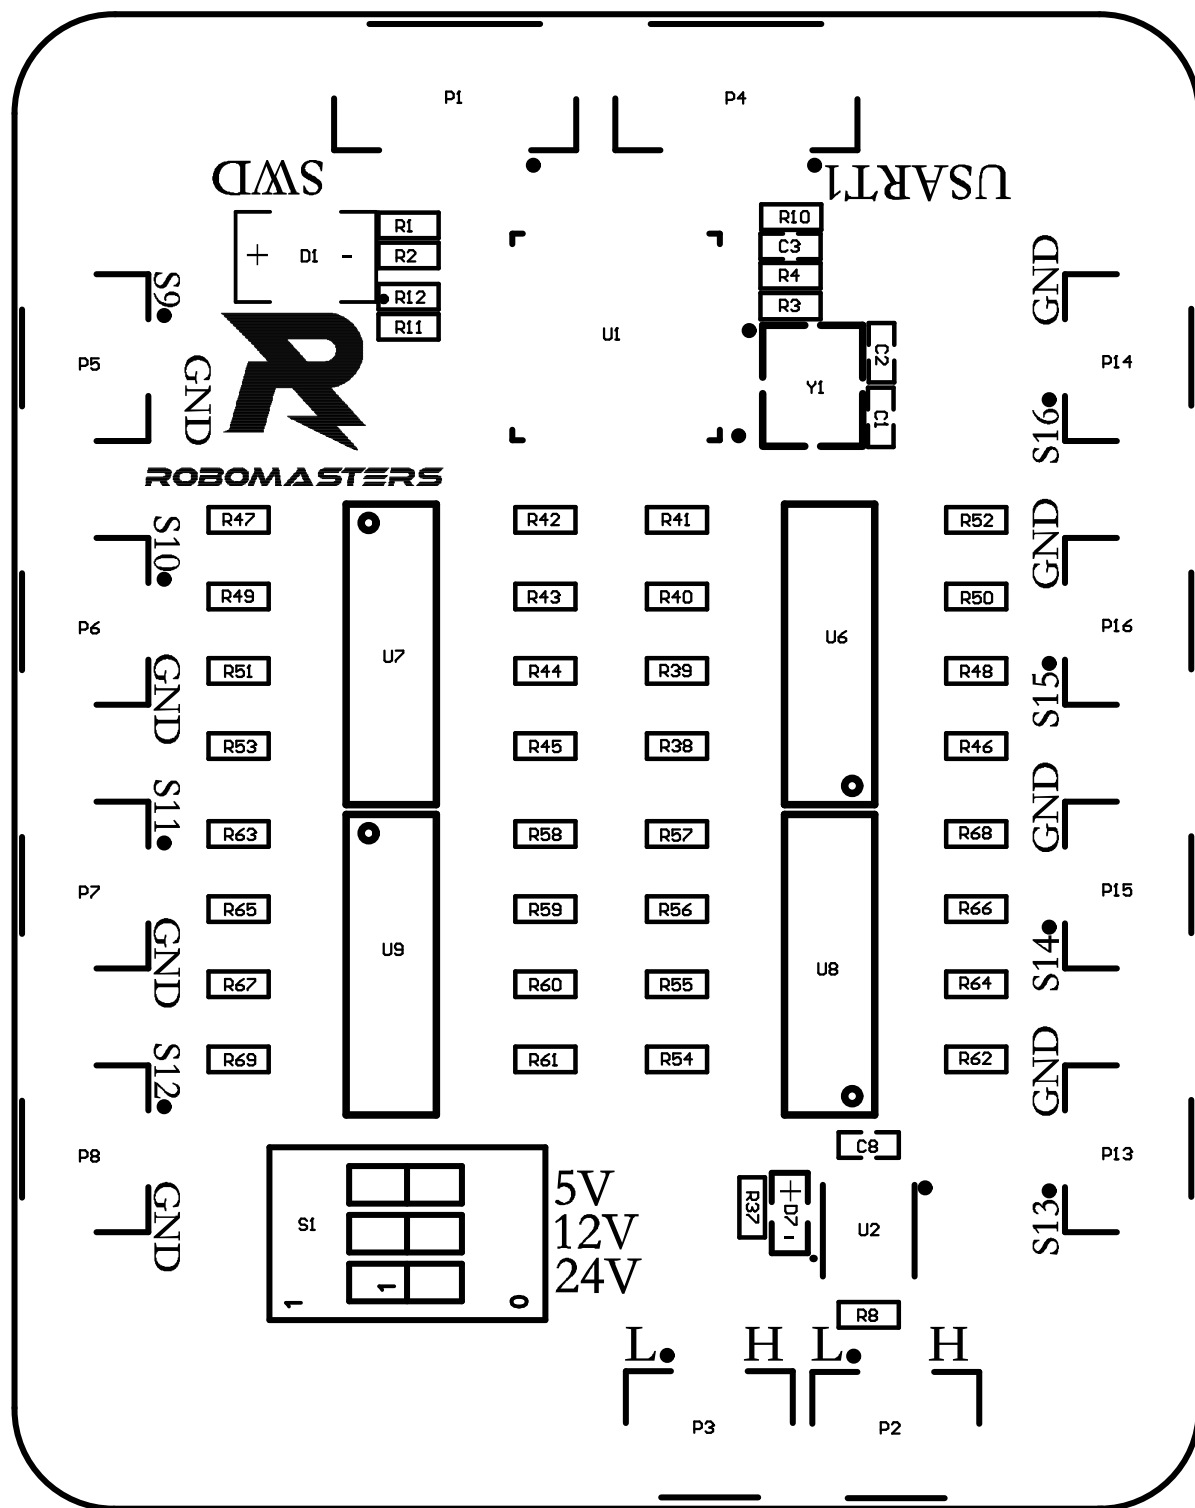 P1 P4
SWD USART1
R1 R10
D1 + - R2 C3
R12 R4
R11 R3
S9 GND
P5 U1 P14
GND Y1 C2
C1 S16
ROBOMASTERS
R47 R42 R41 R52
S10 GND
R49 R43 R40 R50
P6 U7 U6 P16
GND R51 R44 R39 R48 S15
R53 R45 R38 R46
S11 GND
R63 R58 R57 R68
P7 R65 R59 R56 R66 P15
GND U9 U8 S14
R67 R60 R55 R64
S12 R69 R61 R54 R62 GND
P8 C8 P13
GND S1 5V R37 + D7 - U2 S13
12V
24V
1 1 0
R8
L H L H
P3 P2